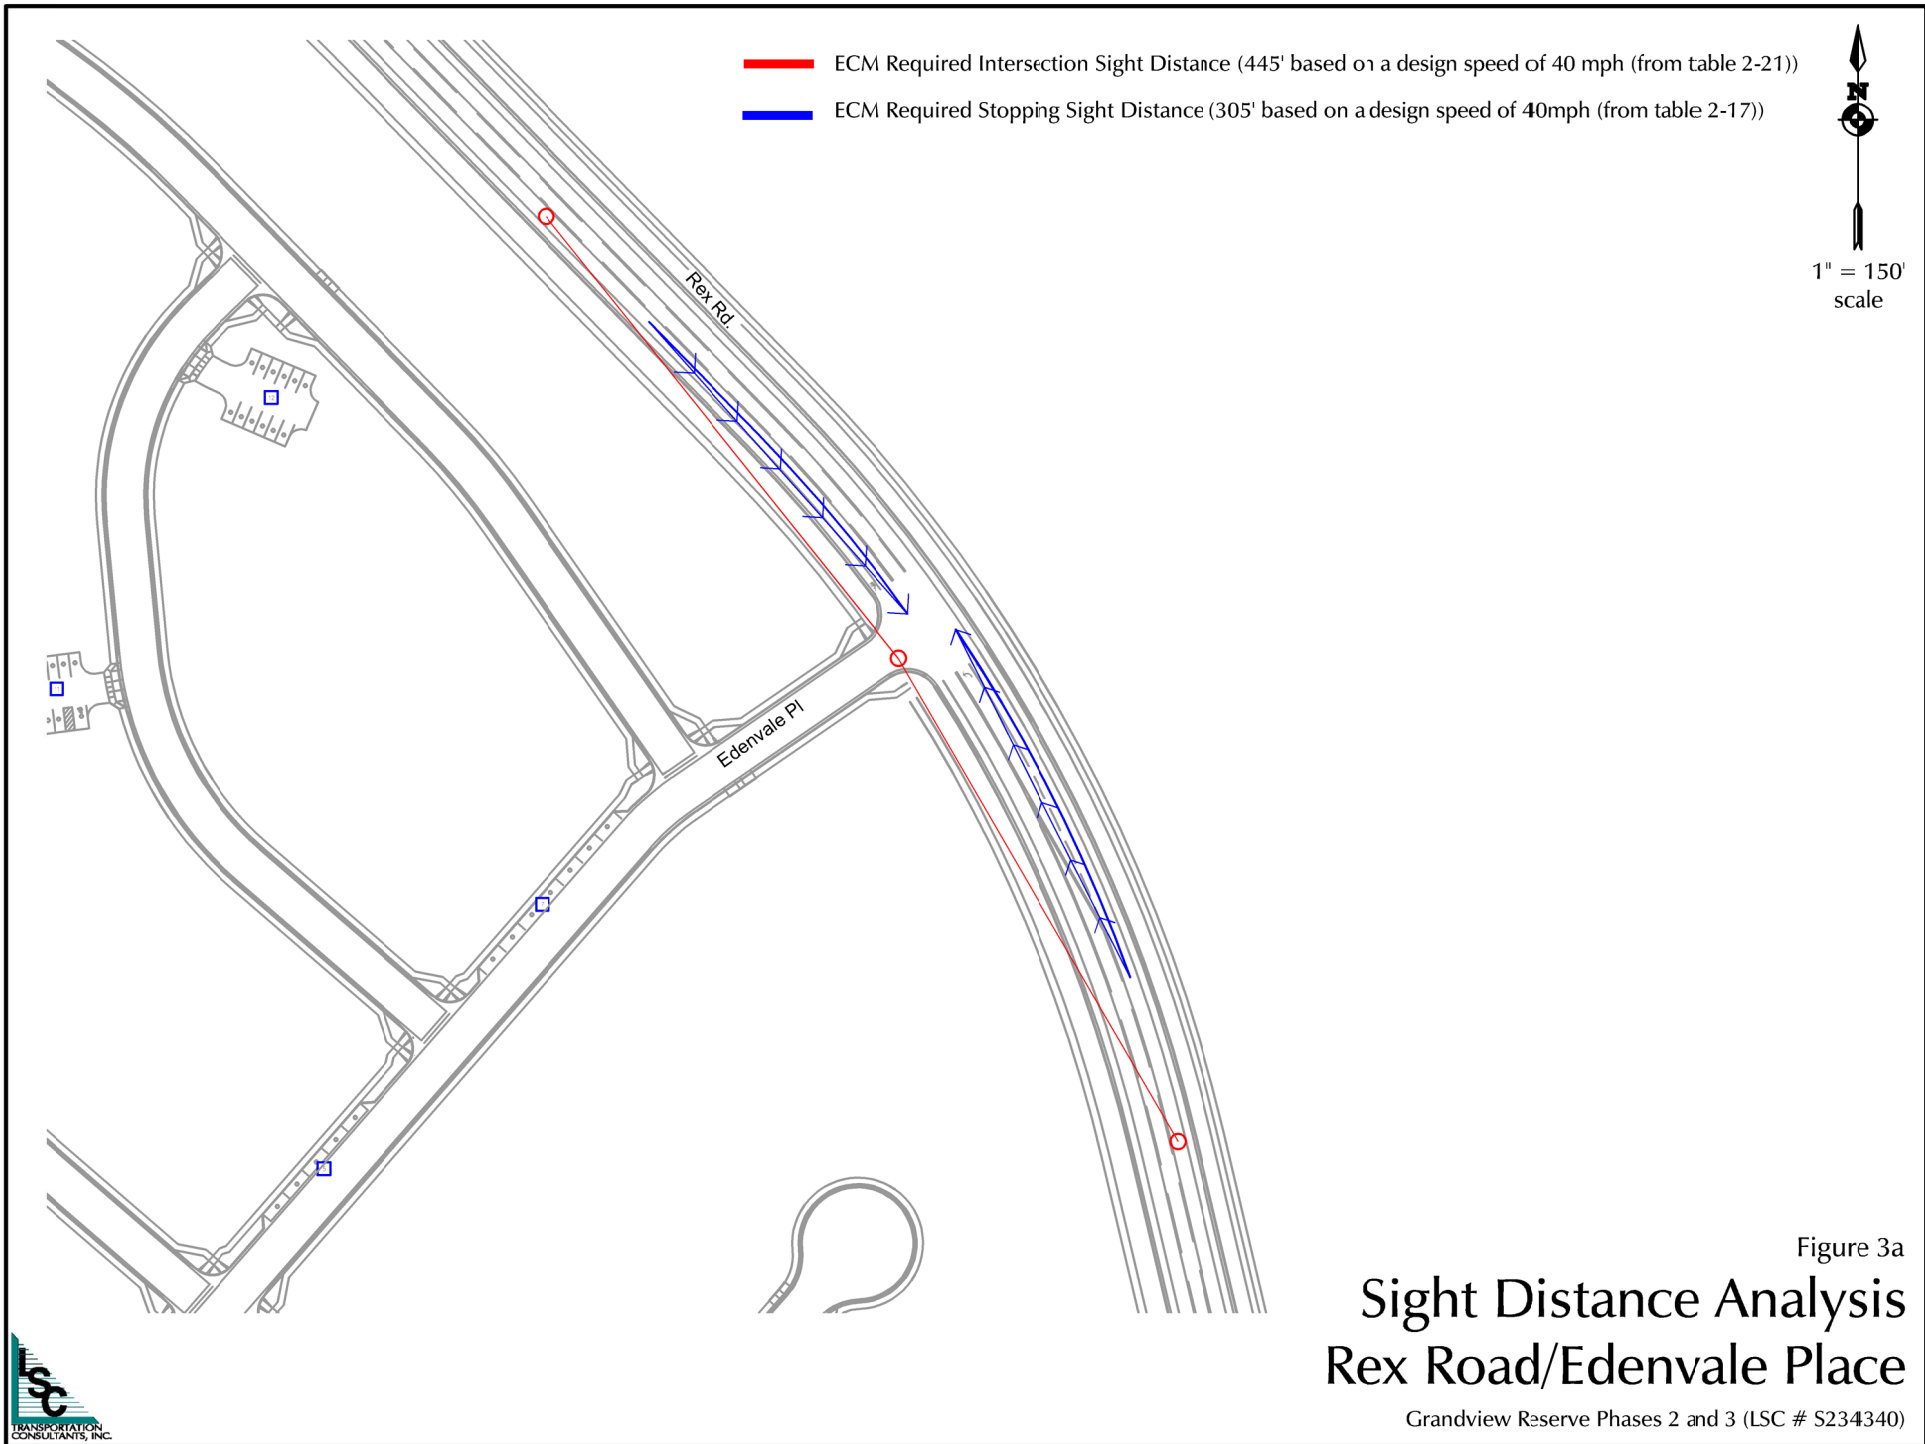 ECM Required Intersection Sight Distance (445' based on a design speed of 40 mph (from table 2-21))
ECM Required Stopping Sight Distance (305' based on a design speed of 40mph (from table 2-17))
N
1" = 150'
scale
Rex Rd.
Edenvale Pl
Figure 3a
Sight Distance Analysis
Rex Road/Edenvale Place
Grandview Reserve Phases 2 and 3 (LSC # S234340)
LSC
TRANSPORTATION
CONSULTANTS, INC.